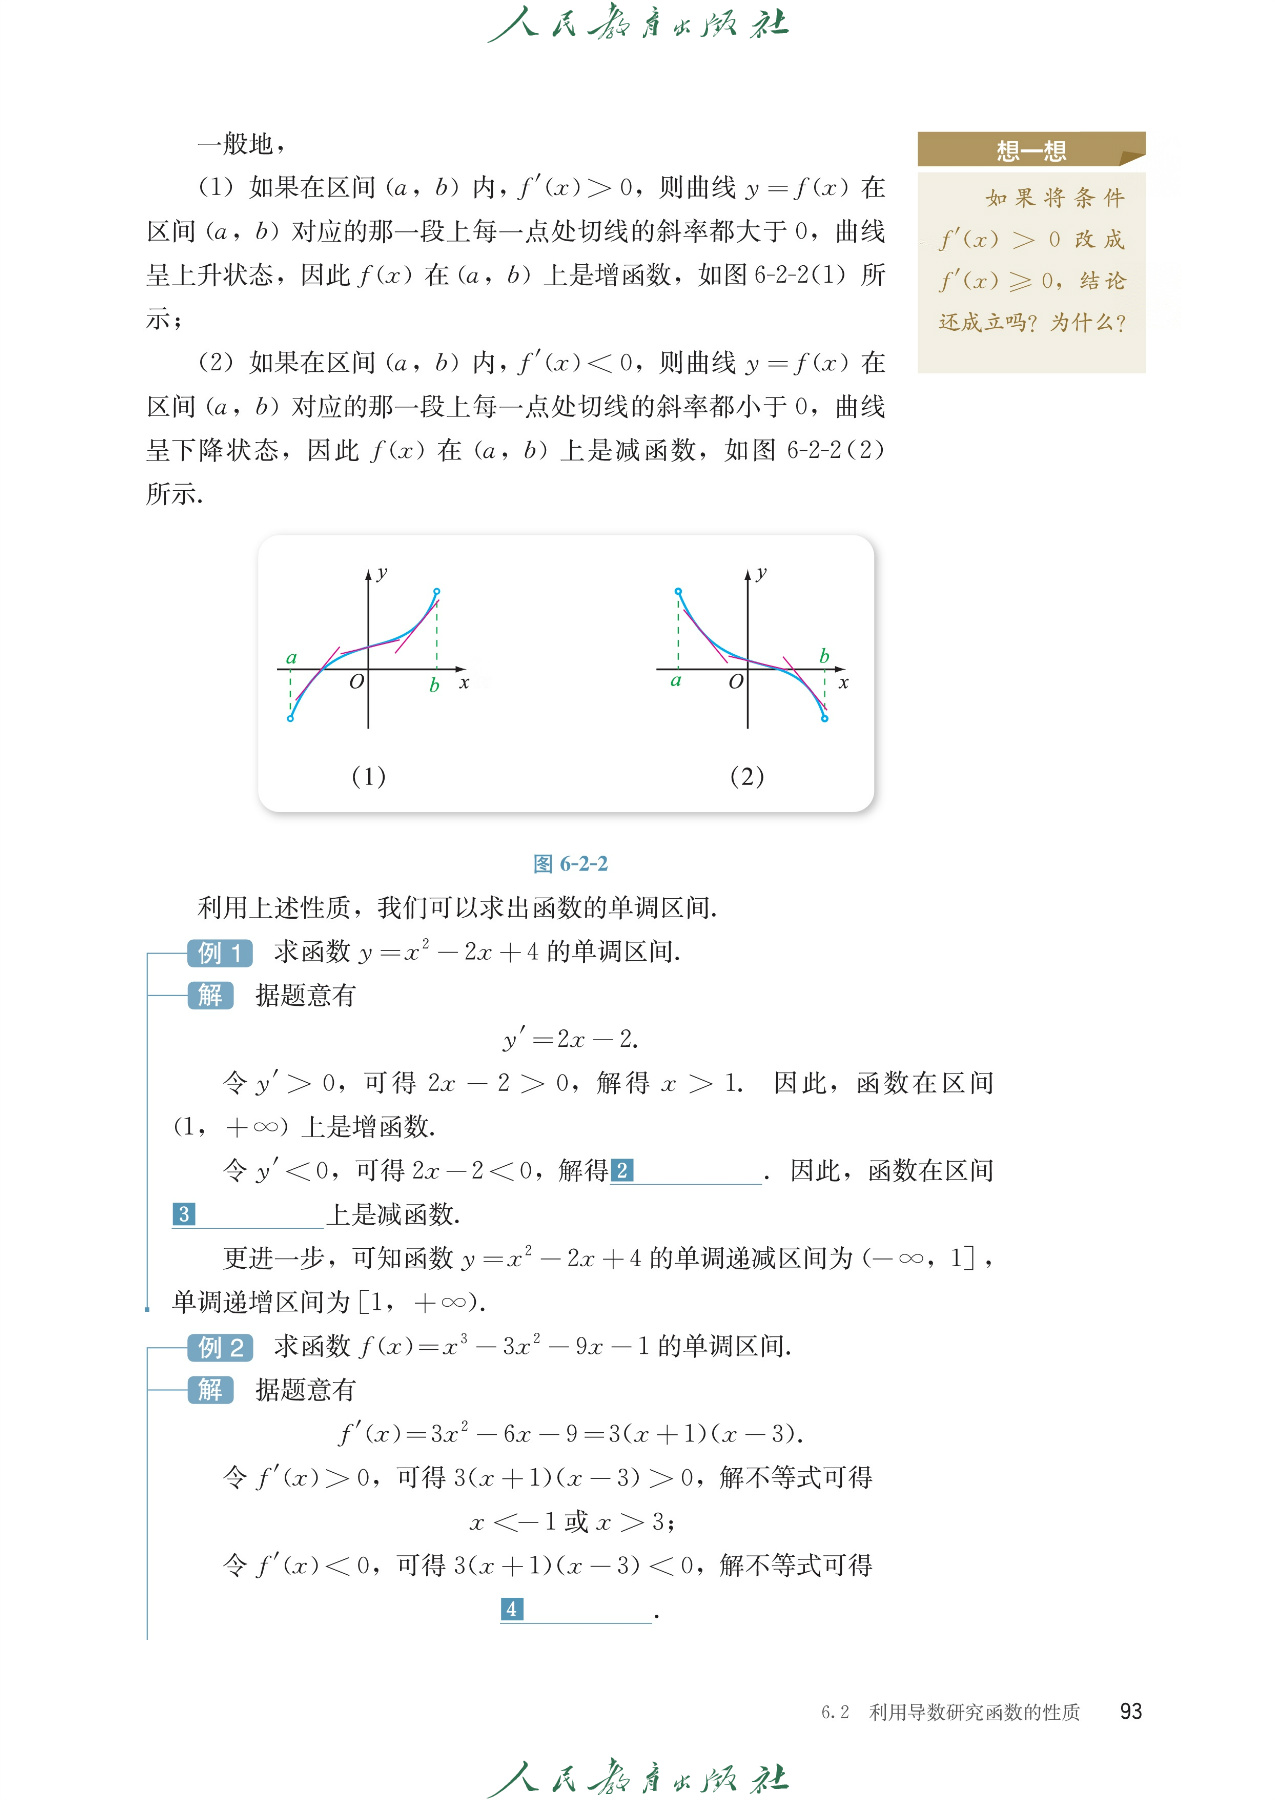 人民教育出版社
一般地，
（1）如果在区间 (a，b) 内，f′(x)＞0，则曲线 y＝f(x) 在
区间 (a，b) 对应的那一段上每一点处切线的斜率都大于 0，曲线
呈上升状态，因此 f(x) 在 (a，b) 上是增函数，如图 6-2-2(1) 所
示；
（2）如果在区间 (a，b) 内，f′(x)＜0，则曲线 y＝f(x) 在
区间 (a，b) 对应的那一段上每一点处切线的斜率都小于 0，曲线
呈下降状态，因此 f(x) 在 (a，b) 上是减函数，如图 6-2-2(2)
所示．
想一想
如果将条件
f′(x)＞0 改成
f′(x)⩾0，结论
还成立吗？为什么？
y
a
O
b
x
(1)
y
b
a
O
x
(2)
图 6-2-2
利用上述性质，我们可以求出函数的单调区间．
例 1 求函数 y＝x²－2x＋4 的单调区间．
解 据题意有
y′＝2x－2．
令 y′＞0，可得 2x－2＞0，解得 x＞1． 因此，函数在区间
(1，＋∞) 上是增函数．
令 y′＜0，可得 2x－2＜0，解得 2 ________． 因此，函数在区间
3 ________ 上是减函数．
更进一步，可知函数 y＝x²－2x＋4 的单调递减区间为 (－∞，1]，
单调递增区间为 [1，＋∞)．
例 2 求函数 f(x)＝x³－3x²－9x－1 的单调区间．
解 据题意有
f′(x)＝3x²－6x－9＝3(x＋1)(x－3)．
令 f′(x)＞0，可得 3(x＋1)(x－3)＞0，解不等式可得
x＜－1 或 x＞3；
令 f′(x)＜0，可得 3(x＋1)(x－3)＜0，解不等式可得
4 ________．
6.2 利用导数研究函数的性质 93
人民教育出版社